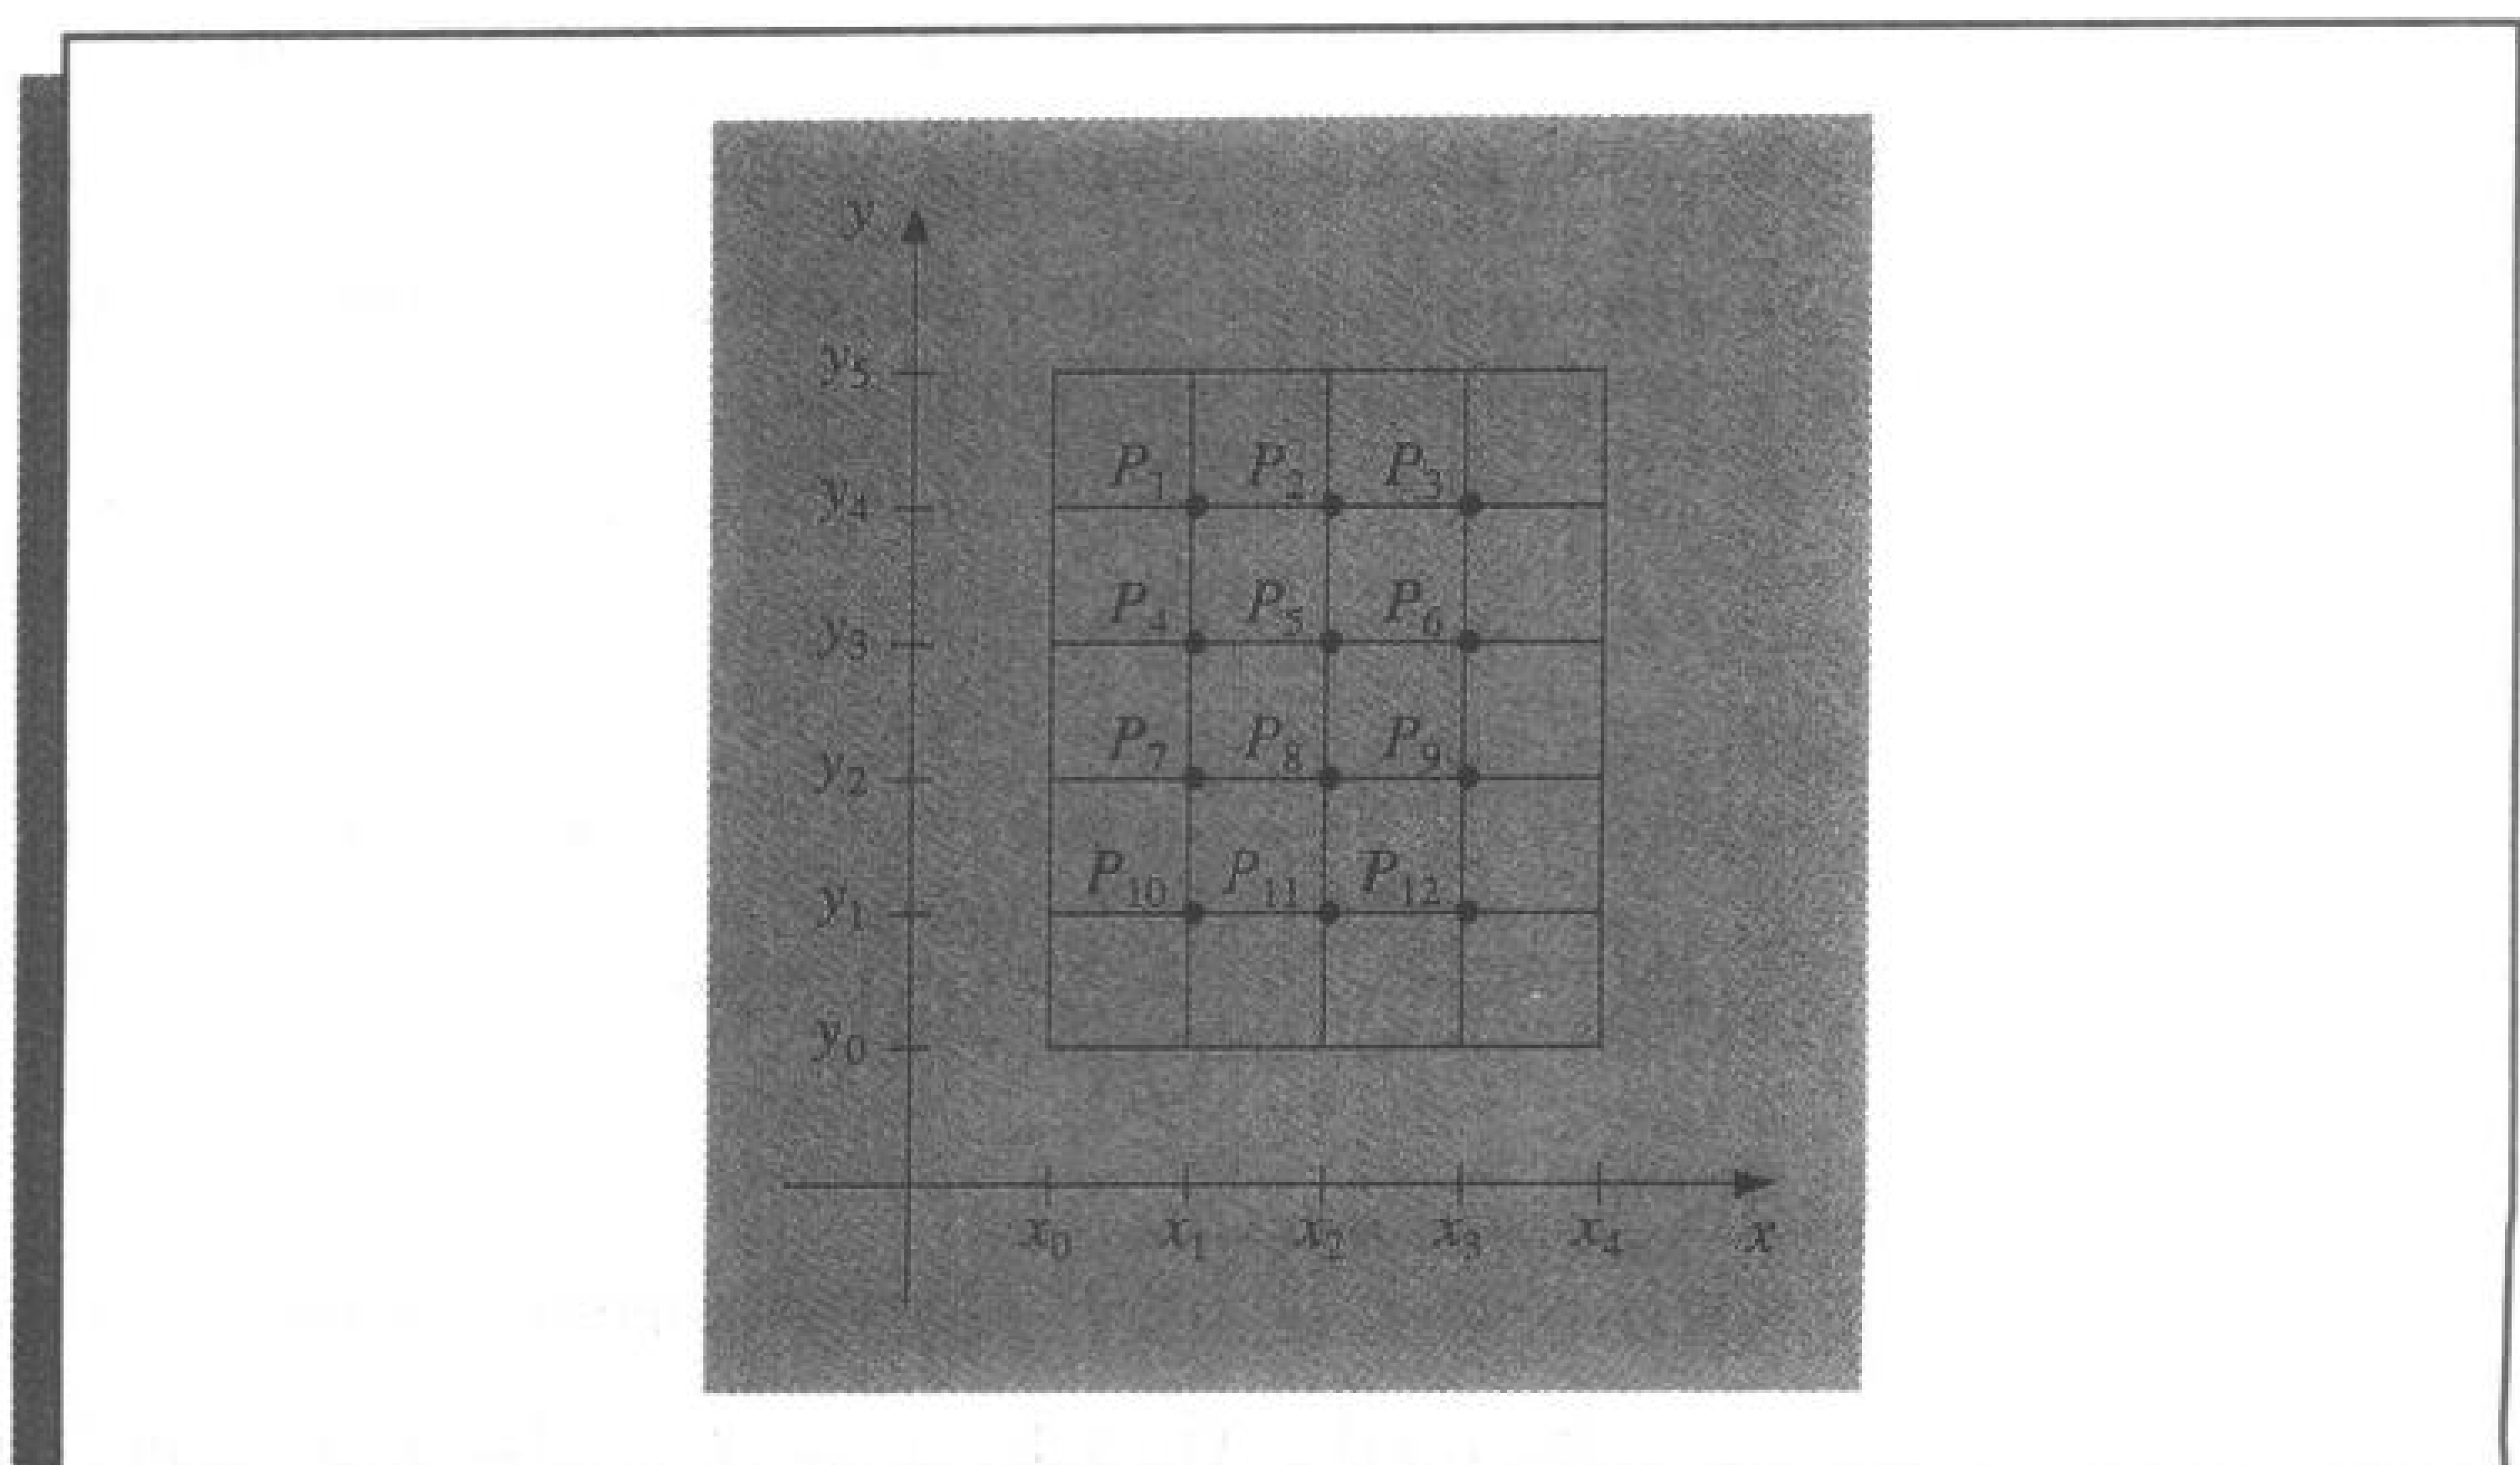 y
y₅
P₁ P₂ P₃
y₄
P₄ P₅ P₆
y₃
P₇ P₈ P₉
y₂
P₁₀ P₁₁ P₁₂
y₁
y₀
x₀ x₁ x₂ x₃ x₄ x